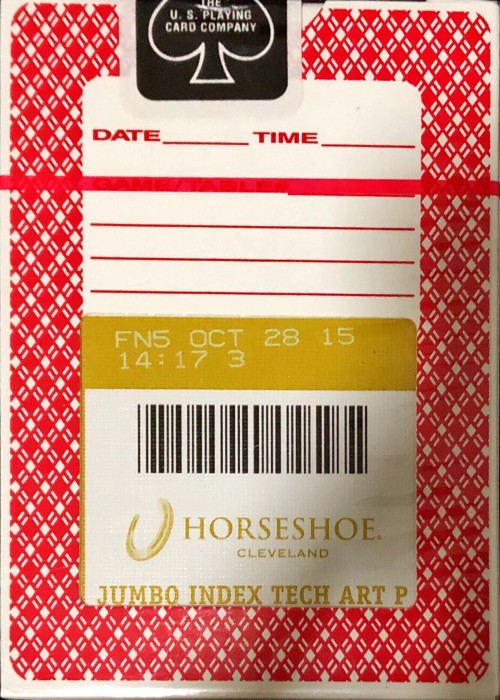 THE
U. S. PLAYING
CARD COMPANY
DATE TIME
GAME/TABLE#
FN5 OCT 28 15
14:17 3
HORSESHOE®
CLEVELAND
JUMBO INDEX TECH ART P